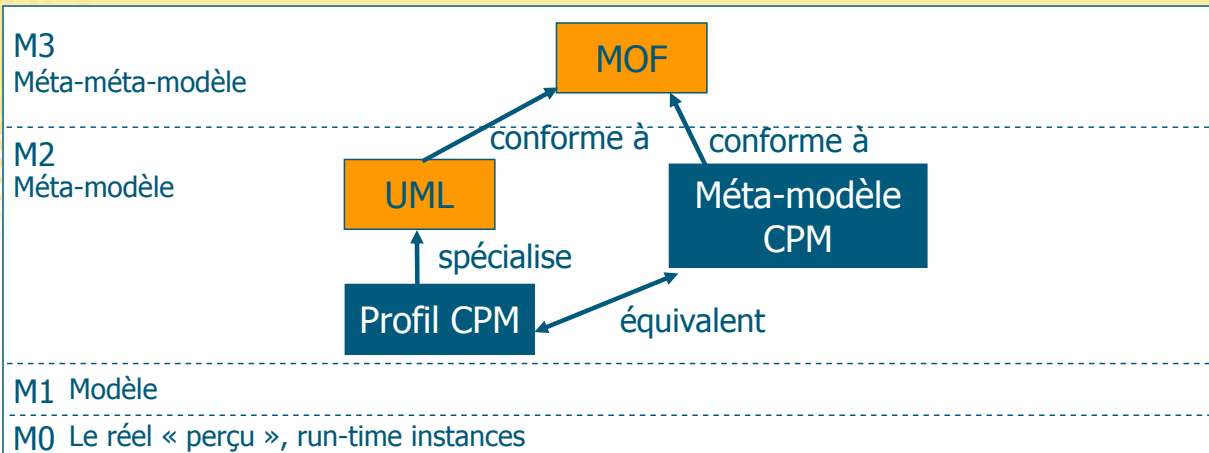 M3
Méta-méta-modèle
MOF
conforme à
conforme à
M2
Méta-modèle
UML
Méta-modèle
CPM
spécialise
Profil CPM
équivalent
M1 Modèle
M0 Le réel « perçu », run-time instances